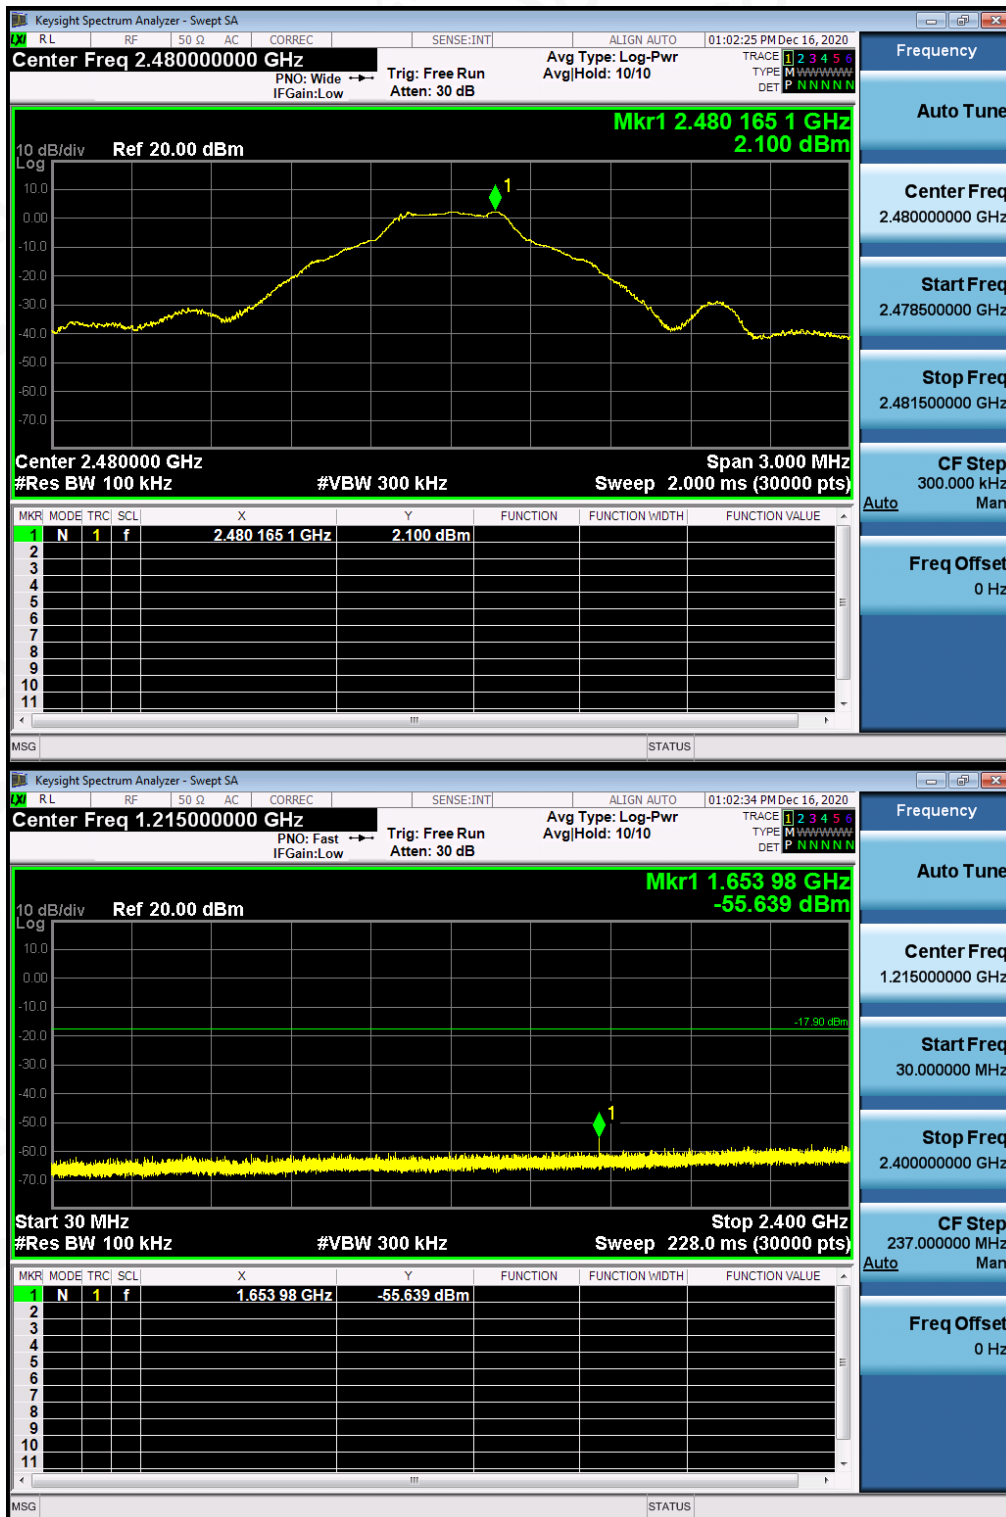 Keysight Spectrum Analyzer - Swept SA
LXI RL RF 50 Ω AC CORREC SENSE:INT ALIGN AUTO 01:02:25 PM Dec 16, 2020
Center Freq 2.480000000 GHz
PNO: Wide
IFGain:Low
Trig: Free Run
Atten: 30 dB
Avg Type: Log-Pwr
Avg|Hold: 10/10
TRACE 1 2 3 4 5 6
TYPE M WWWWW
DET P N N N N N
Mkr1 2.480 165 1 GHz
2.100 dBm
10 dB/div Ref 20.00 dBm
Log
10.0
0.00
-10.0
-20.0
-30.0
-40.0
-50.0
-60.0
-70.0
1
Center 2.480000 GHz Span 3.000 MHz
#Res BW 100 kHz #VBW 300 kHz Sweep 2.000 ms (30000 pts)
MKR MODE TRC SCL X Y FUNCTION FUNCTION WIDTH FUNCTION VALUE
1 N 1 f 2.480 165 1 GHz 2.100 dBm
2
3
4
5
6
7
8
9
10
11
MSG STATUS
Frequency
Auto Tune
Center Freq
2.480000000 GHz
Start Freq
2.478500000 GHz
Stop Freq
2.481500000 GHz
CF Step
300.000 kHz
Auto Man
Freq Offset
0 Hz
Keysight Spectrum Analyzer - Swept SA
LXI RL RF 50 Ω AC CORREC SENSE:INT ALIGN AUTO 01:02:34 PM Dec 16, 2020
Center Freq 1.215000000 GHz
PNO: Fast
IFGain:Low
Trig: Free Run
Atten: 30 dB
Avg Type: Log-Pwr
Avg|Hold: 10/10
TRACE 1 2 3 4 5 6
TYPE M WWWWW
DET P N N N N N
Mkr1 1.653 98 GHz
-55.639 dBm
10 dB/div Ref 20.00 dBm
Log
10.0
0.00
-10.0
-20.0
-30.0
-40.0
-50.0
-60.0
-70.0
-17.90 dBm
1
Start 30 MHz Stop 2.400 GHz
#Res BW 100 kHz #VBW 300 kHz Sweep 228.0 ms (30000 pts)
MKR MODE TRC SCL X Y FUNCTION FUNCTION WIDTH FUNCTION VALUE
1 N 1 f 1.653 98 GHz -55.639 dBm
2
3
4
5
6
7
8
9
10
11
MSG STATUS
Frequency
Auto Tune
Center Freq
1.215000000 GHz
Start Freq
30.000000 MHz
Stop Freq
2.400000000 GHz
CF Step
237.000000 MHz
Auto Man
Freq Offset
0 Hz